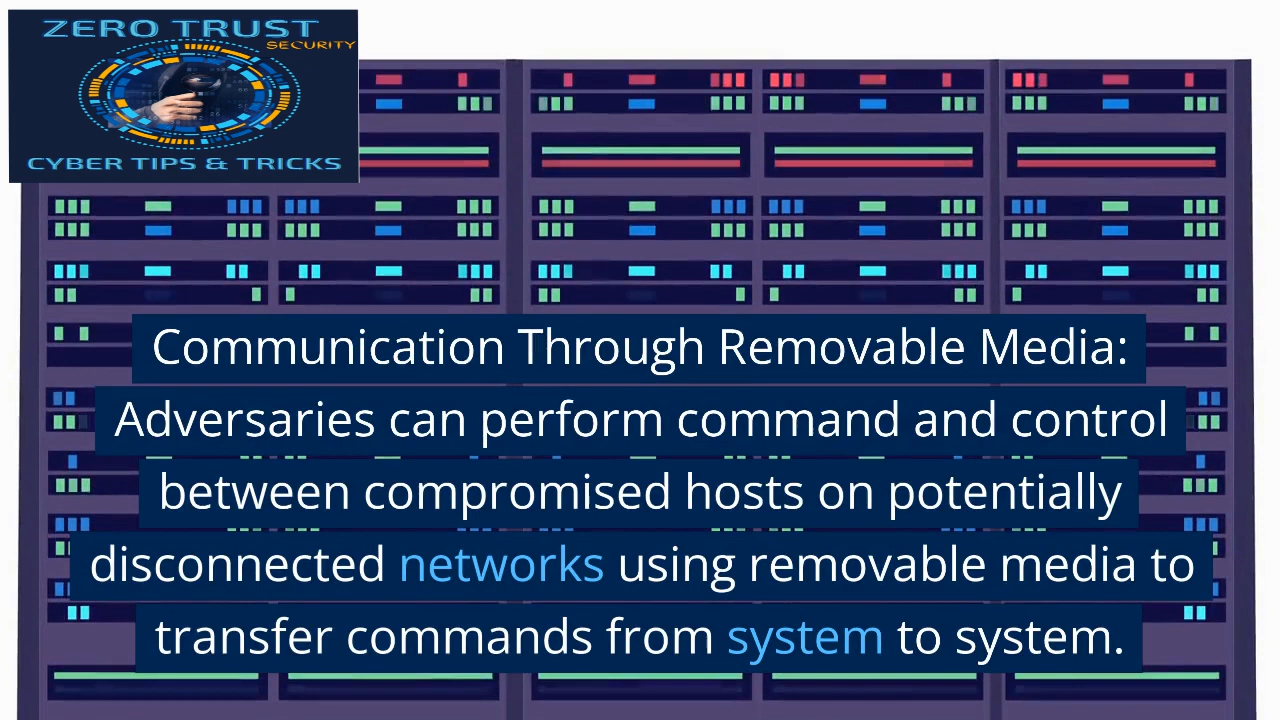 ZERO TRUST
SECURITY
CYBER TIPS & TRICKS
Communication Through Removable Media:
Adversaries can perform command and control
between compromised hosts on potentially
disconnected networks using removable media to
transfer commands from system to system.